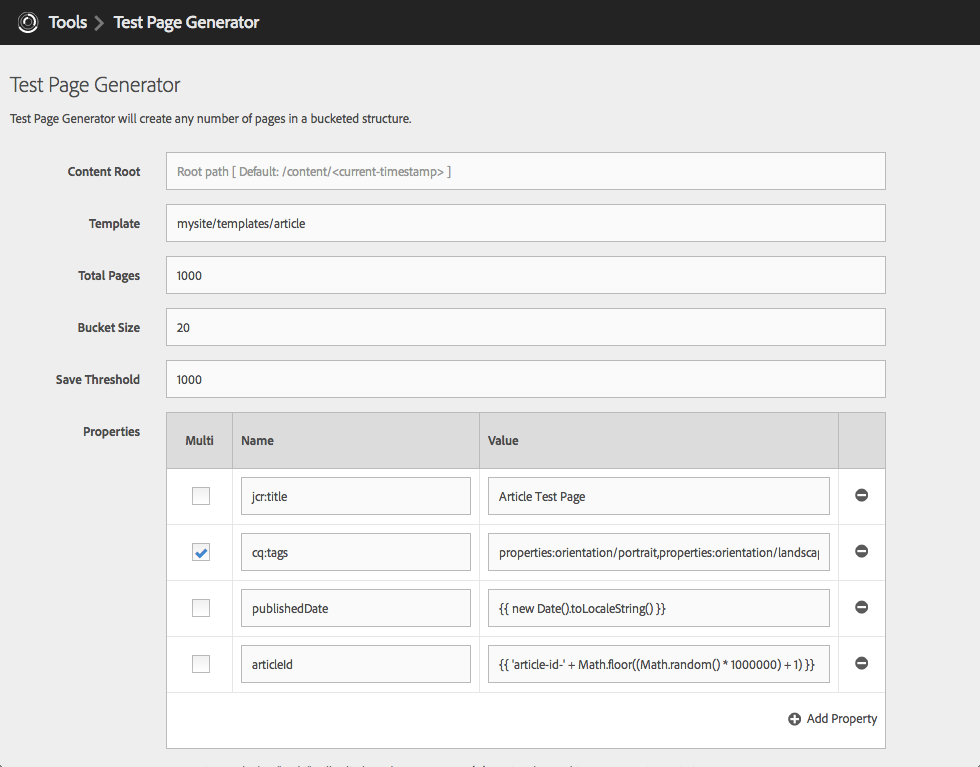 Tools > Test Page Generator
Test Page Generator
Test Page Generator will create any number of pages in a bucketed structure.
Content Root Root path [ Default: /content/<current-timestamp> ]
Template mysite/templates/article
Total Pages 1000
Bucket Size 20
Save Threshold 1000
Properties
Multi Name Value
jcr:title Article Test Page
cq:tags properties:orientation/portrait,properties:orientation/landscap
publishedDate {{ new Date().toLocaleString() }}
articleId {{ 'article-id-' + Math.floor((Math.random() * 1000000) + 1) }}
Add Property